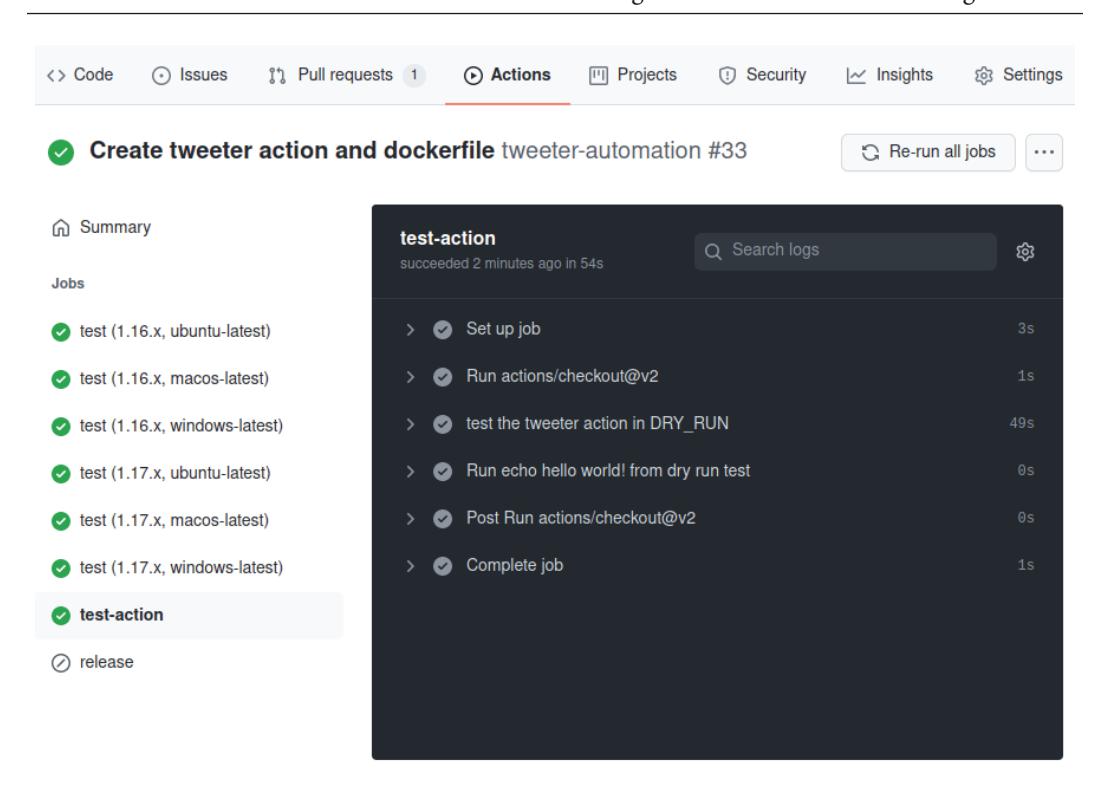 Code Issues Pull requests 1 Actions Projects Security Insights Settings
Create tweeter action and dockerfile tweeter-automation #33 Re-run all jobs ...
Summary
Jobs
test (1.16.x, ubuntu-latest)
test (1.16.x, macos-latest)
test (1.16.x, windows-latest)
test (1.17.x, ubuntu-latest)
test (1.17.x, macos-latest)
test (1.17.x, windows-latest)
test-action
release
test-action
succeeded 2 minutes ago in 54s
Search logs
Set up job 3s
Run actions/checkout@v2 1s
test the tweeter action in DRY_RUN 49s
Run echo hello world! from dry run test 0s
Post Run actions/checkout@v2 0s
Complete job 1s